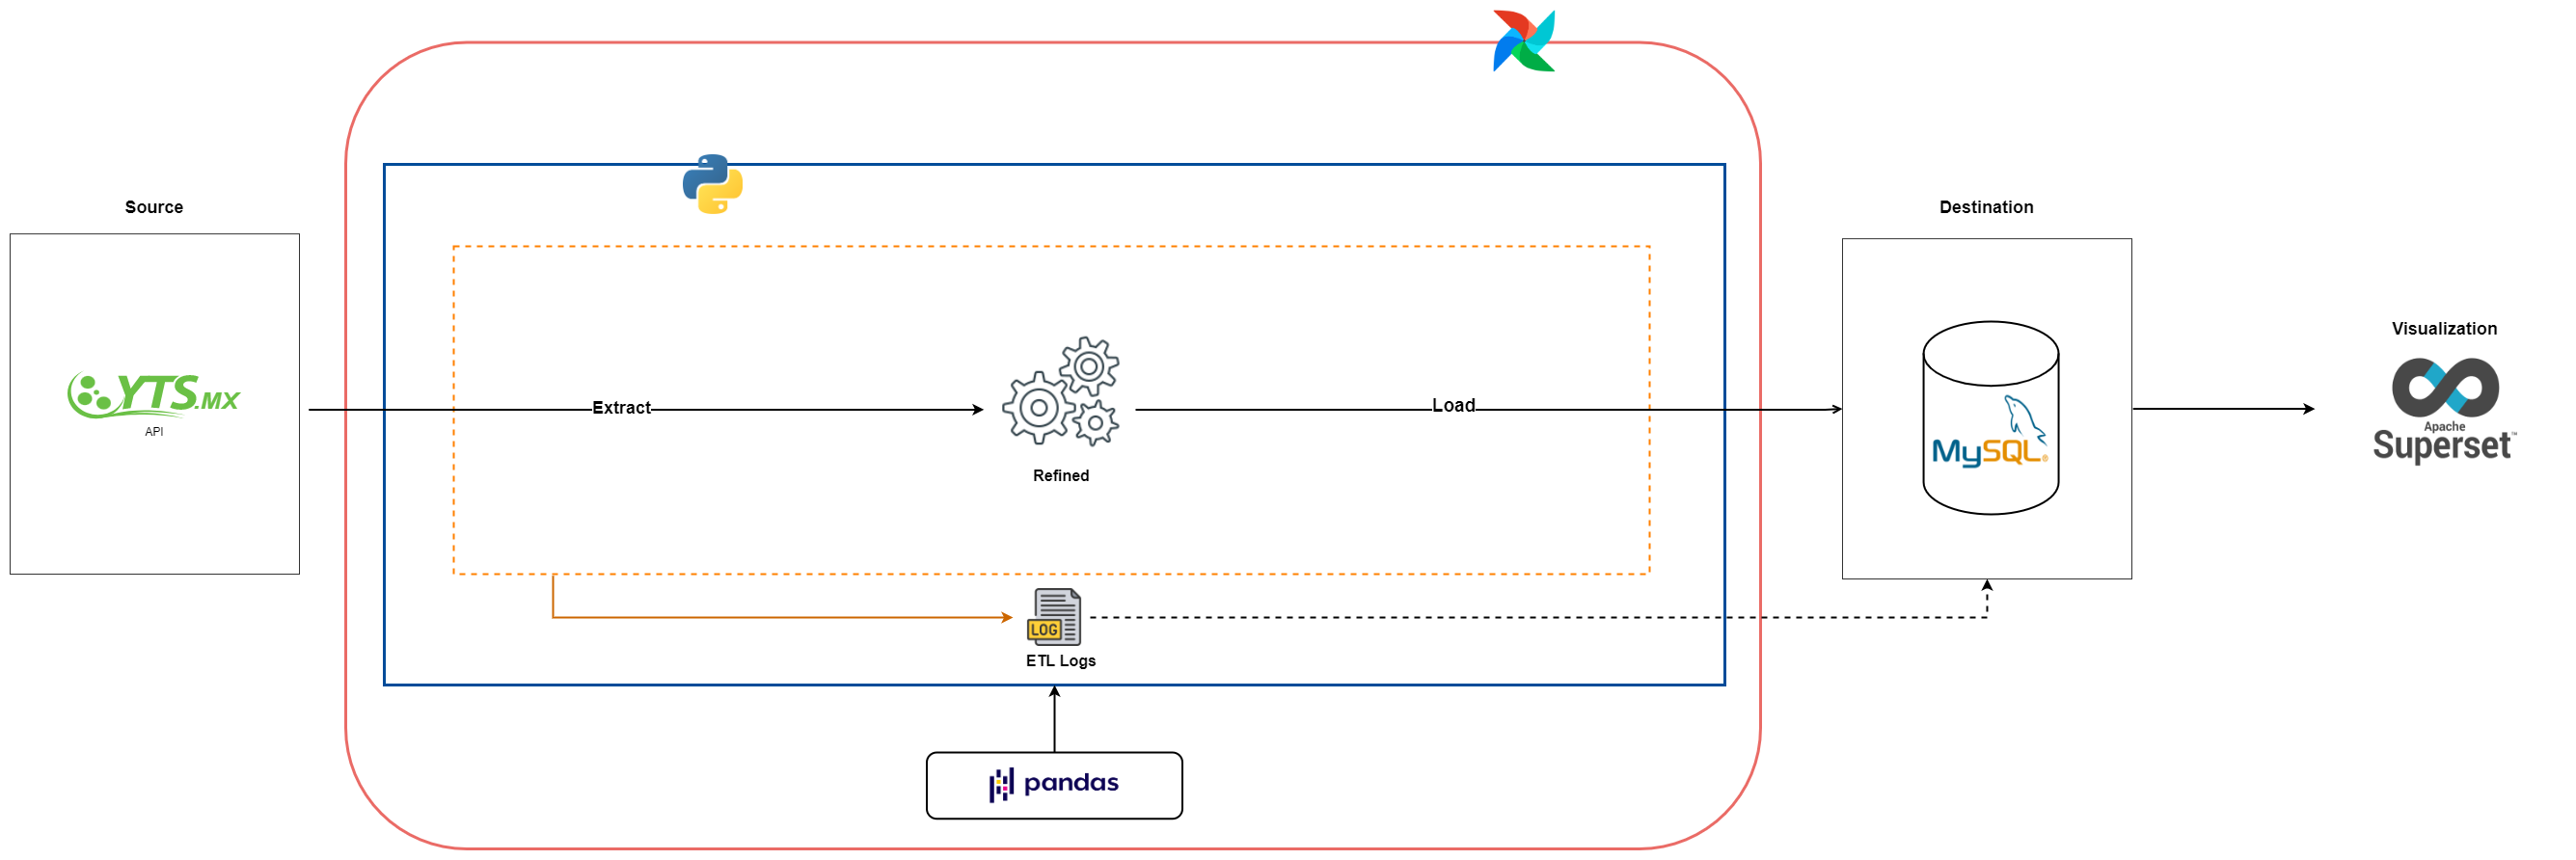 Source
YTS.MX
API
Extract
Refined
Load
LOG
ETL Logs
pandas
Destination
MySQL®
Visualization
Apache
Superset™